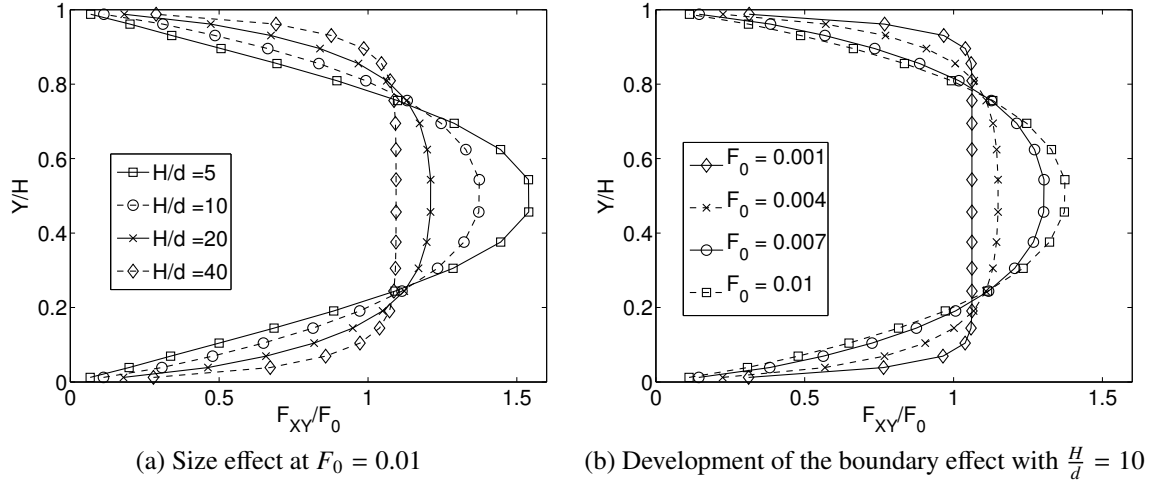 1
0.8
0.6
0.4
0.2
0
Y/H
H/d =5
H/d =10
H/d =20
H/d =40
0 0.5 1 1.5
F_XY/F_0
(a) Size effect at F_0 = 0.01
1
0.8
0.6
0.4
0.2
0
Y/H
F_0 = 0.001
F_0 = 0.004
F_0 = 0.007
F_0 = 0.01
0 0.5 1 1.5
F_XY/F_0
(b) Development of the boundary effect with H/d = 10